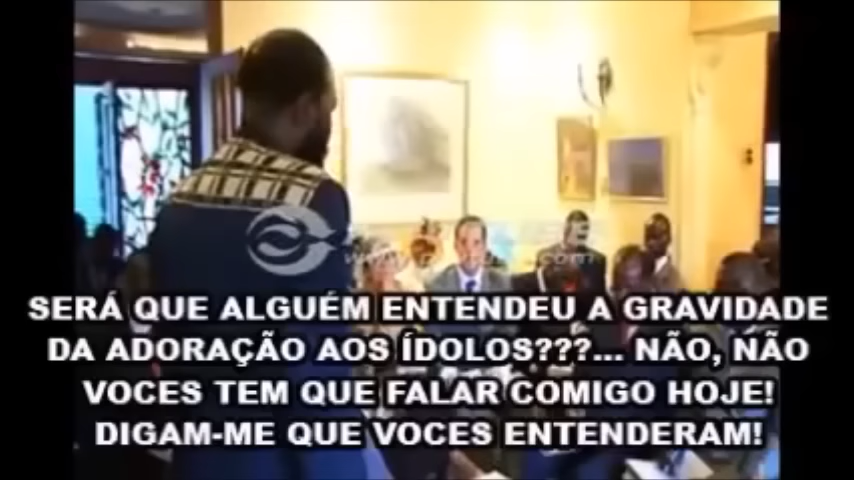 SERÁ QUE ALGUÉM ENTENDEU A GRAVIDADE
DA ADORAÇÃO AOS ÍDOLOS???... NÃO, NÃO
VOCES TEM QUE FALAR COMIGO HOJE!
DIGAM-ME QUE VOCES ENTENDERAM!